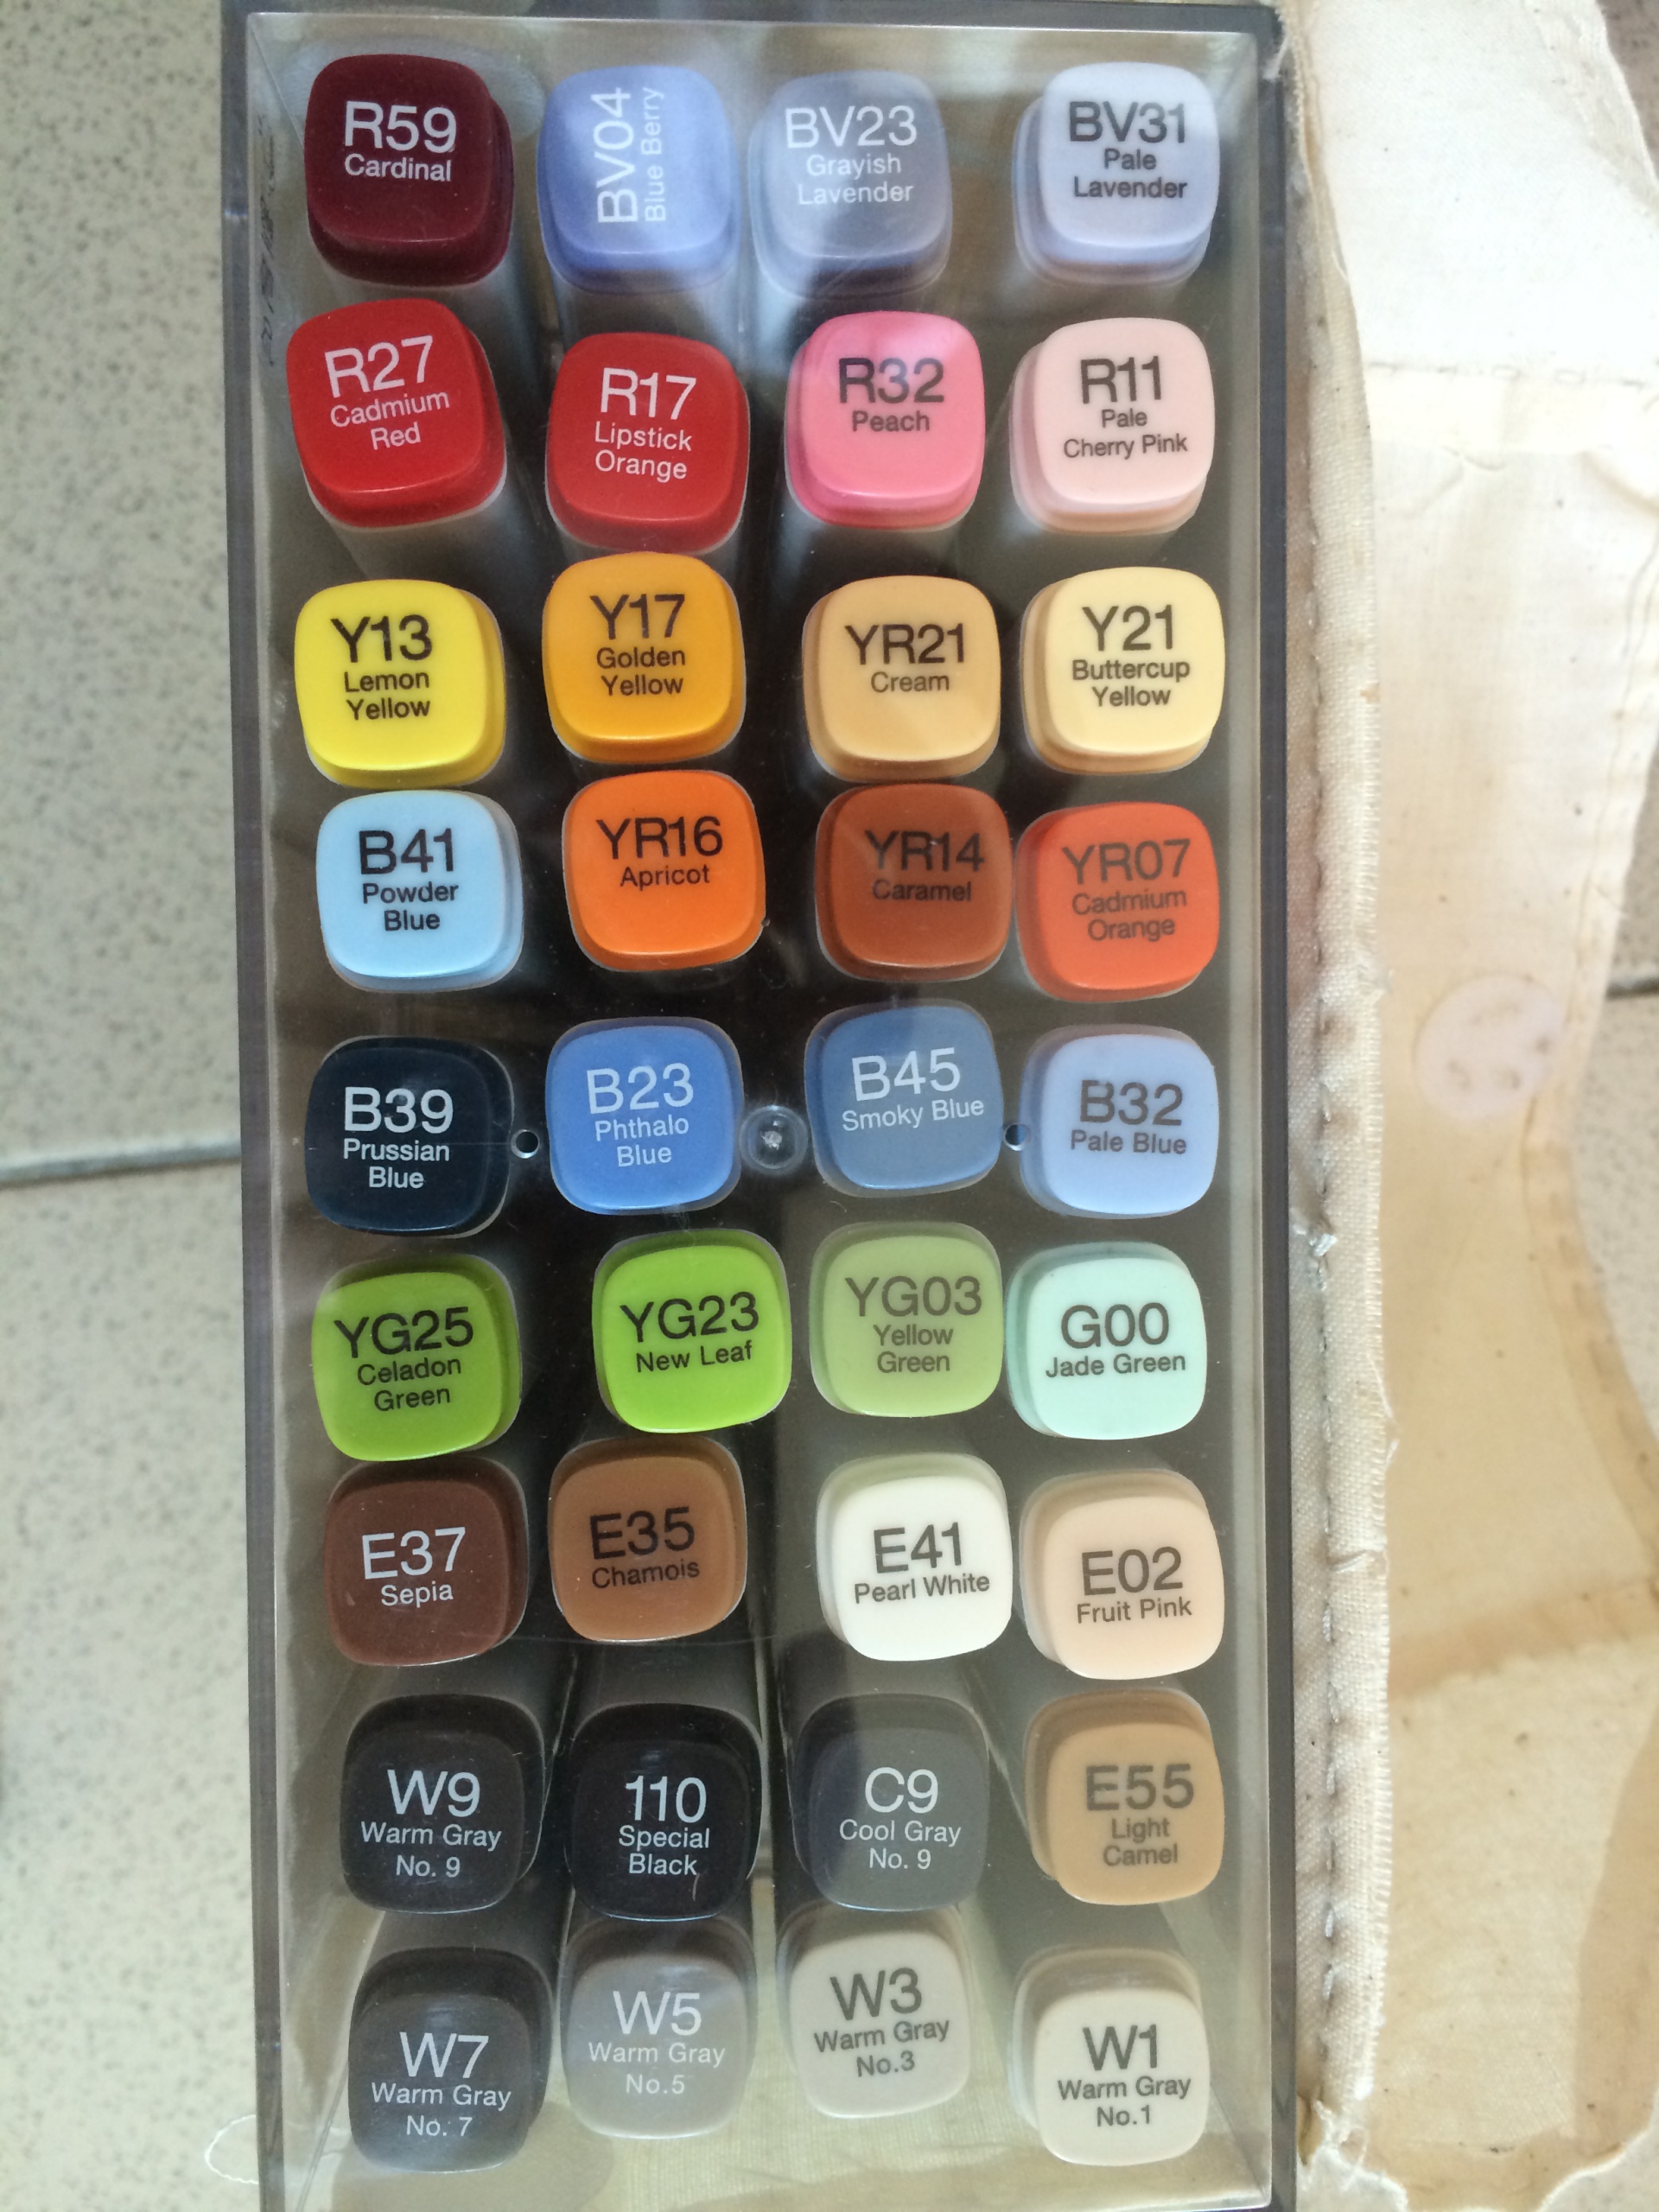 R59
Cardinal
BV04
Blue Berry
BV23
Grayish
Lavender
BV31
Pale
Lavender
R27
Cadmium
Red
R17
Lipstick
Orange
R32
Peach
R11
Pale
Cherry Pink
Y13
Lemon
Yellow
Y17
Golden
Yellow
YR21
Cream
Y21
Buttercup
Yellow
B41
Powder
Blue
YR16
Apricot
YR14
Caramel
YR07
Cadmium
Orange
B39
Prussian
Blue
B23
Phthalo
Blue
B45
Smoky Blue
B32
Pale Blue
YG25
Celadon
Green
YG23
New Leaf
YG03
Yellow
Green
G00
Jade Green
E37
Sepia
E35
Chamois
E41
Pearl White
E02
Fruit Pink
W9
Warm Gray
No. 9
110
Special
Black
C9
Cool Gray
No. 9
E55
Light
Camel
W7
Warm Gray
No. 7
W5
Warm Gray
No.5
W3
Warm Gray
No.3
W1
Warm Gray
No.1